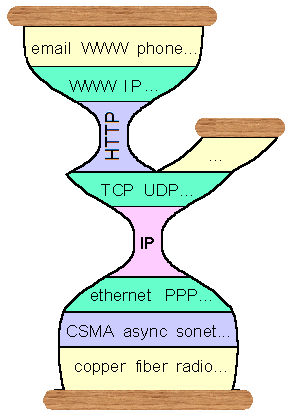 email WWW phone...
WWW IP...
HTTP
...
TCP UDP...
IP
ethernet PPP...
CSMA async sonet...
copper fiber radio...